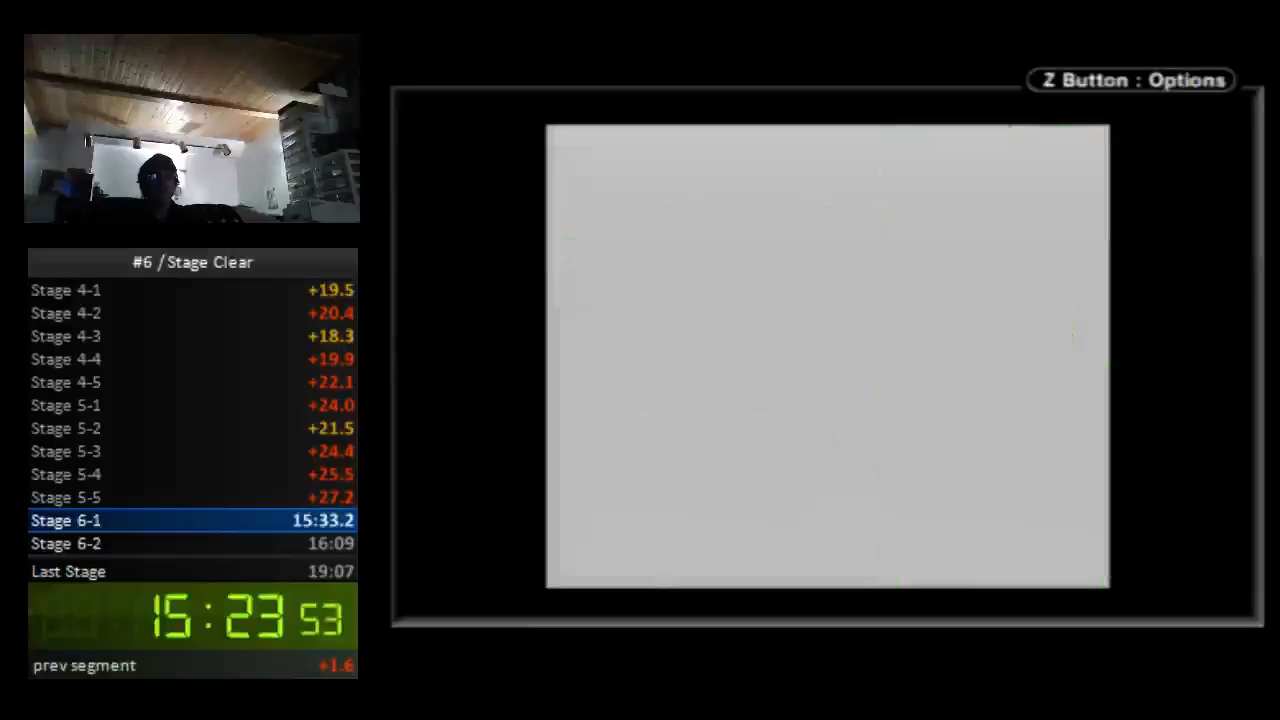 Z Button : Options
#6 / Stage Clear
Stage 4-1 +19.5
Stage 4-2 +20.4
Stage 4-3 +18.3
Stage 4-4 +19.9
Stage 4-5 +22.1
Stage 5-1 +24.0
Stage 5-2 +21.5
Stage 5-3 +24.4
Stage 5-4 +25.5
Stage 5-5 +27.2
Stage 6-1 15:33.2
Stage 6-2 16:09
Last Stage 19:07
15:23 53
prev segment +1.6